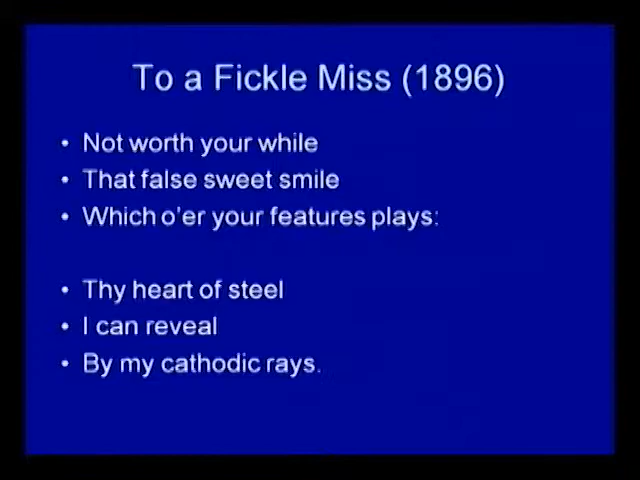 To a Fickle Miss (1896)
• Not worth your while
• That false sweet smile
• Which o'er your features plays:
• Thy heart of steel
• I can reveal
• By my cathodic rays.